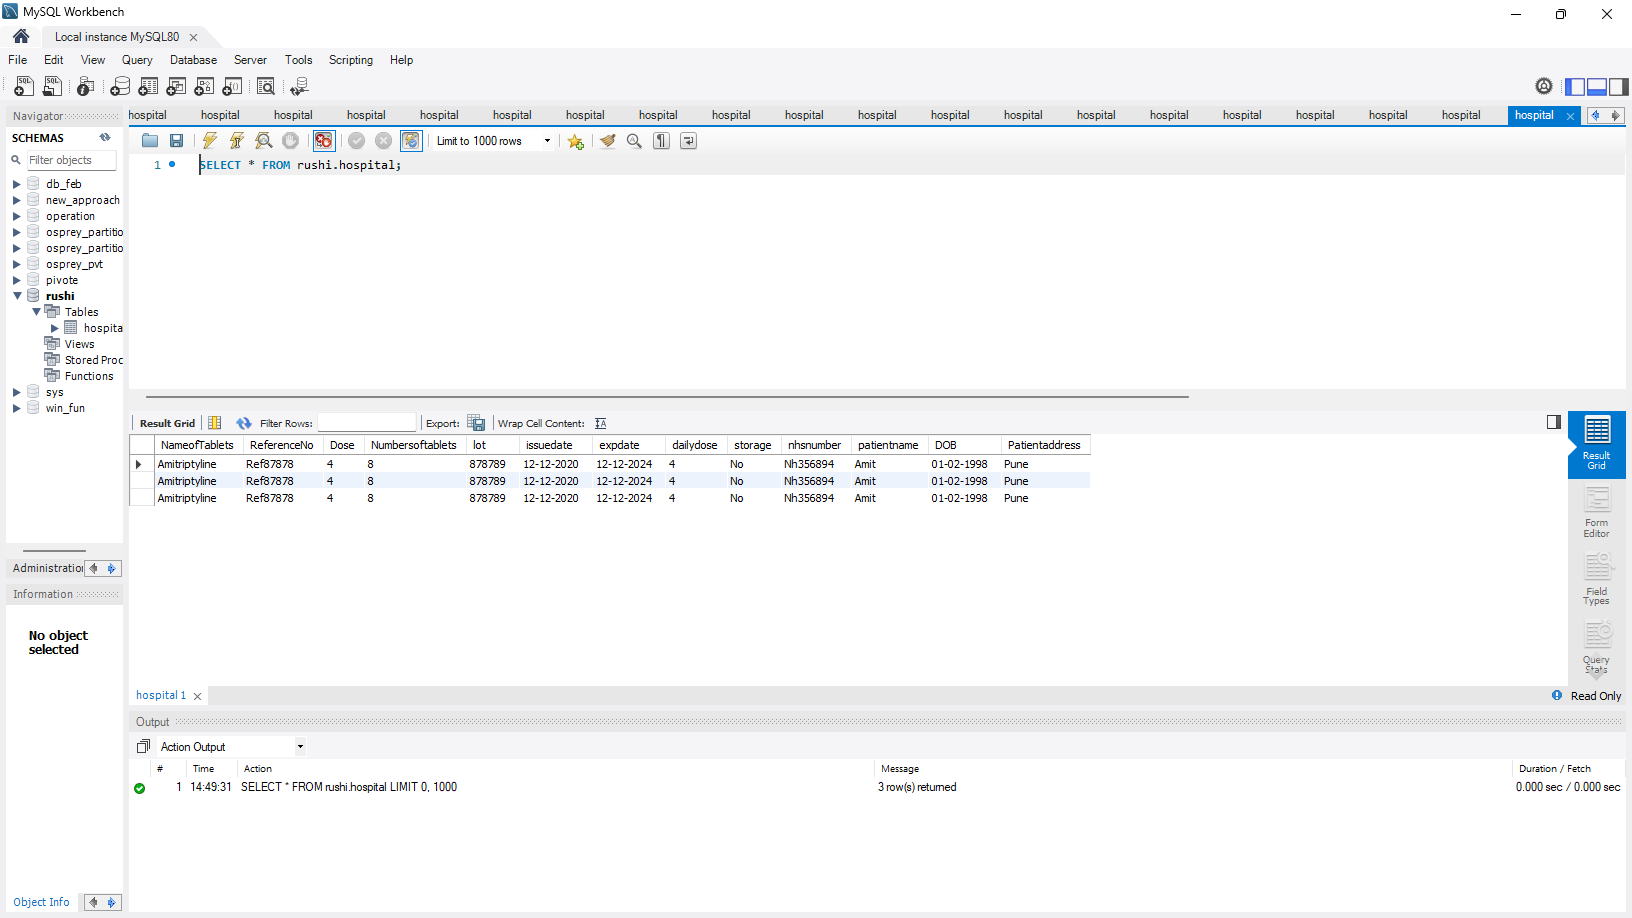 MySQL Workbench
Local instance MySQL80
File Edit View Query Database Server Tools Scripting Help
Navigator
hospital hospital hospital hospital hospital hospital hospital hospital hospital hospital hospital hospital hospital hospital hospital hospital hospital hospital hospital hospital
SCHEMAS
Limit to 1000 rows
Filter objects
1 SELECT * FROM rushi.hospital;
db_feb
new_approach
operation
osprey_partitio
osprey_partitio
osprey_pvt
pivote
rushi
Tables
hospita
Views
Stored Proc
Functions
sys
win_fun
Result Grid Filter Rows: Export: Wrap Cell Content:
NameofTablets ReferenceNo Dose Numbersoftablets lot issuedate expdate dailydose storage nhsnumber patientname DOB Patientaddress
Amitriptyline Ref87878 4 8 878789 12-12-2020 12-12-2024 4 No Nh356894 Amit 01-02-1998 Pune
Amitriptyline Ref87878 4 8 878789 12-12-2020 12-12-2024 4 No Nh356894 Amit 01-02-1998 Pune
Amitriptyline Ref87878 4 8 878789 12-12-2020 12-12-2024 4 No Nh356894 Amit 01-02-1998 Pune
Result
Grid
Form
Editor
Field
Types
Query
Stats
Administration
Information
No object
selected
hospital 1
Read Only
Output
Action Output
# Time Action Message Duration / Fetch
1 14:49:31 SELECT * FROM rushi.hospital LIMIT 0, 1000 3 row(s) returned 0.000 sec / 0.000 sec
Object Info